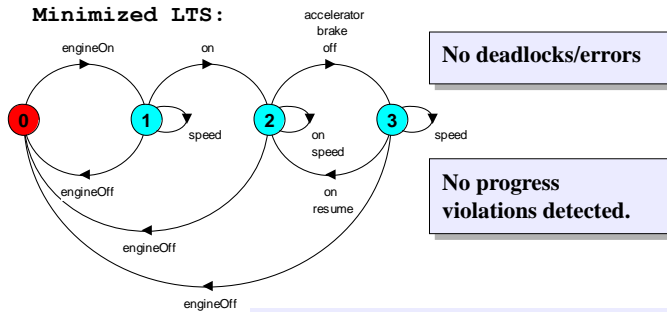 Minimized LTS:
accelerator
brake
off
engineOn
on
No deadlocks/errors
0
1
2
3
speed
on
speed
speed
engineOff
on
resume
No progress
violations detected.
engineOff
engineOff